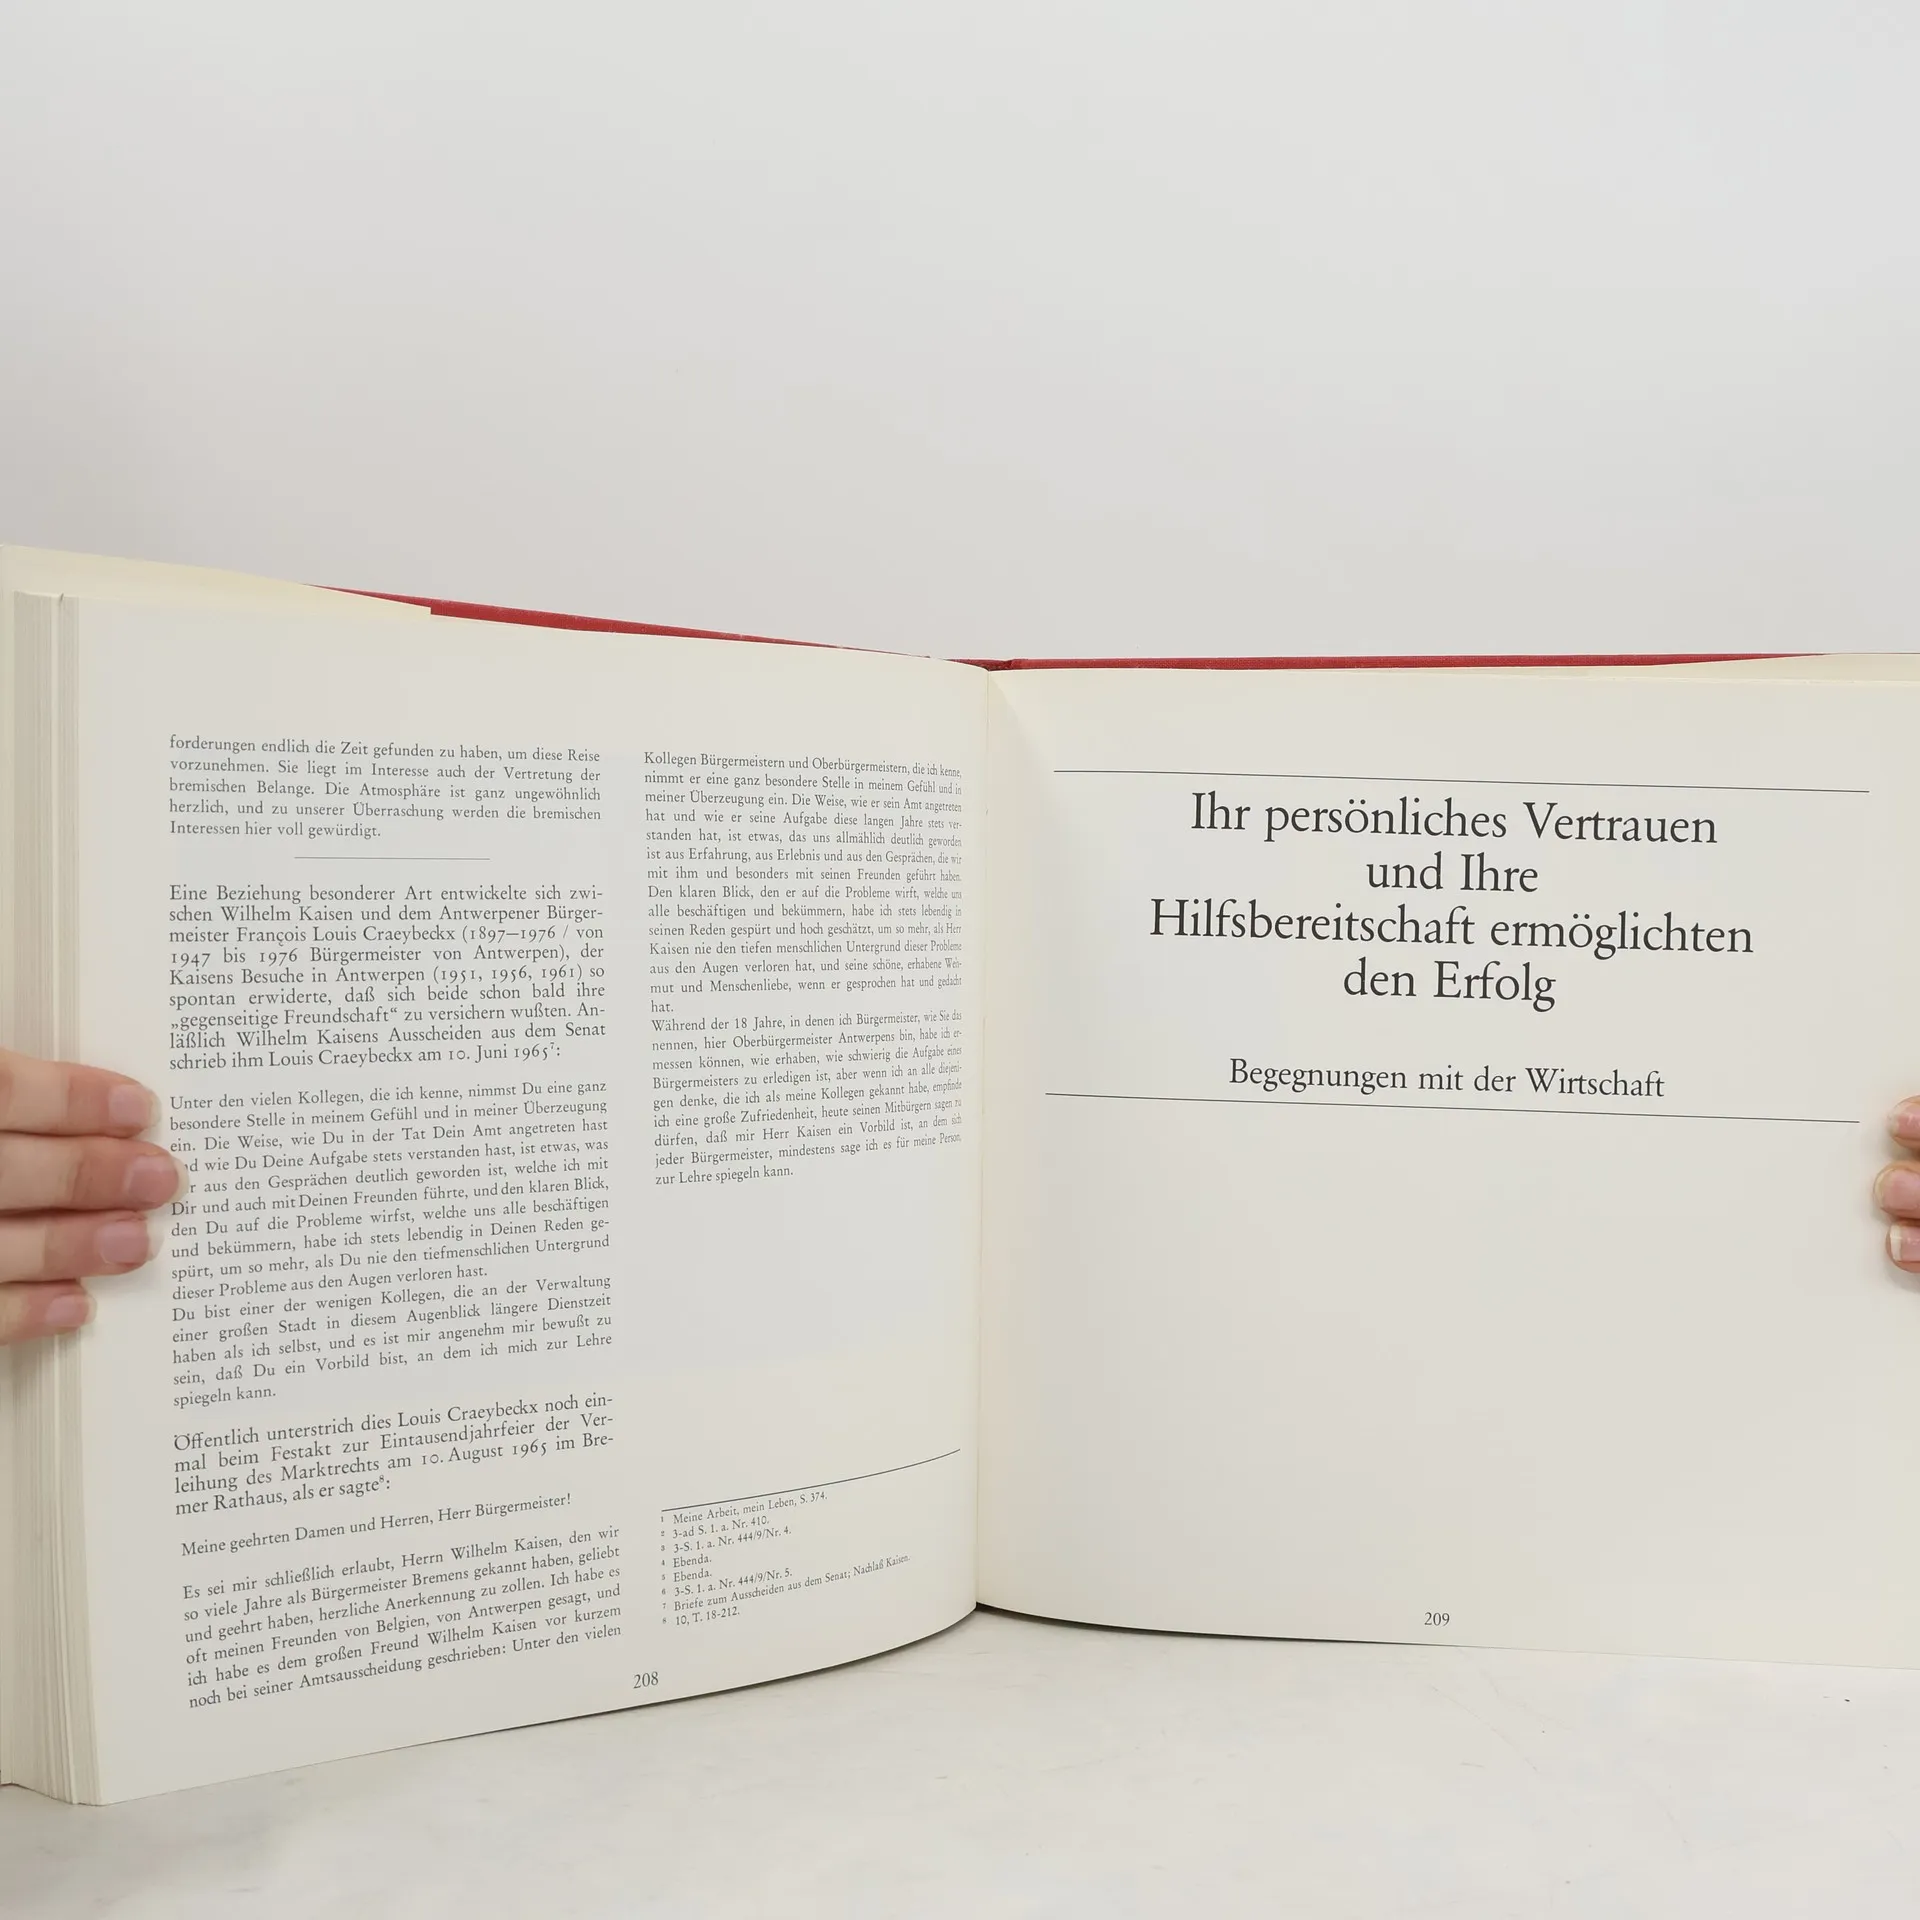 forderungen endlich die Zeit gefunden zu haben, um diese Reise
vorzunehmen. Sie liegt im Interesse auch der Vertretung der
bremischen Belange. Die Atmosphäre ist ganz ungewöhnlich
herzlich, und zu unserer Überraschung werden die bremischen
Interessen hier voll gewürdigt.
Eine Beziehung besonderer Art entwickelte sich zwi-
schen Wilhelm Kaisen und dem Antwerpener Bürger-
meister François Louis Craeybeckx (1897—1976 / von
1947 bis 1976 Bürgermeister von Antwerpen), der
Kaisens Besuche in Antwerpen (1951, 1956, 1961) so
spontan erwiderte, daß sich beide schon bald ihre
„gegenseitige Freundschaft“ zu versichern wußten. An-
läßlich Wilhelm Kaisens Ausscheiden aus dem Senat
schrieb ihm Louis Craeybeckx am 10. Juni 1965⁷:
Unter den vielen Kollegen, die ich kenne, nimmst Du eine ganz
besondere Stelle in meinem Gefühl und in meiner Überzeugung
ein. Die Weise, wie Du in der Tat Dein Amt angetreten hast
d wie Du Deine Aufgabe stets verstanden hast, ist etwas, was
r aus den Gesprächen deutlich geworden ist, welche ich mit
Dir und auch mit Deinen Freunden führte, und den klaren Blick,
den Du auf die Probleme wirfst, welche uns alle beschäftigen
und bekümmern, habe ich stets lebendig in Deinen Reden ge-
spürt, um so mehr, als Du nie den tiefmenschlichen Untergrund
dieser Probleme aus den Augen verloren hast.
Du bist einer der wenigen Kollegen, die an der Verwaltung
einer großen Stadt in diesem Augenblick längere Dienstzeit
haben als ich selbst, und es ist mir angenehm mir bewußt zu
sein, daß Du ein Vorbild bist, an dem ich mich zur Lehre
spiegeln kann.
Öffentlich unterstrich dies Louis Craeybeckx noch ein-
mal beim Festakt zur Eintausendjahrfeier der Ver-
leihung des Marktrechts am 10. August 1965 im Bre-
mer Rathaus, als er sagte⁸:
Meine geehrten Damen und Herren, Herr Bürgermeister!
Es sei mir schließlich erlaubt, Herrn Wilhelm Kaisen, den wir
so viele Jahre als Bürgermeister Bremens gekannt haben, geliebt
und geehrt haben, herzliche Anerkennung zu zollen. Ich habe es
oft meinen Freunden von Belgien, von Antwerpen gesagt, und
ich habe es dem großen Freund Wilhelm Kaisen vor kurzem
noch bei seiner Amtsausscheidung geschrieben: Unter den vielen
Kollegen Bürgermeistern und Oberbürgermeistern, die ich kenne,
nimmt er eine ganz besondere Stelle in meinem Gefühl und in
meiner Überzeugung ein. Die Weise, wie er sein Amt angetreten
hat und wie er seine Aufgabe diese langen Jahre stets ver-
standen hat, ist etwas, das uns allmählich deutlich geworden
ist aus Erfahrung, aus Erlebnis und aus den Gesprächen, die wir
mit ihm und besonders mit seinen Freunden geführt haben.
Den klaren Blick, den er auf die Probleme wirft, welche uns
alle beschäftigen und bekümmern, habe ich stets lebendig in
seinen Reden gespürt und hoch geschätzt, um so mehr, als Herr
Kaisen nie den tiefen menschlichen Untergrund dieser Probleme
aus den Augen verloren hat, und seine schöne, erhabene Weh-
mut und Menschenliebe, wenn er gesprochen hat und gedacht
hat.
Während der 18 Jahre, in denen ich Bürgermeister, wie Sie das
nennen, hier Oberbürgermeister Antwerpens bin, habe ich er-
messen können, wie erhaben, wie schwierig die Aufgabe eines
Bürgermeisters zu erledigen ist, aber wenn ich an alle diejeni-
gen denke, die ich als meine Kollegen gekannt habe, empfinde
ich eine große Zufriedenheit, heute seinen Mitbürgern sagen zu
dürfen, daß mir Herr Kaisen ein Vorbild ist, an dem sich
jeder Bürgermeister, mindestens sage ich es für meine Person,
zur Lehre spiegeln kann.
¹ Meine Arbeit, mein Leben, S. 374.
² 3-ad S. 1. a. Nr. 410.
³ 3-S. 1. a. Nr. 444/9/Nr. 4.
⁴ Ebenda.
⁵ Ebenda.
⁶ 3-S. 1. a. Nr. 444/9/Nr. 5.
⁷ Briefe zum Ausscheiden aus dem Senat; Nachlaß Kaisen.
⁸ 10, T. 18-212.
208
Ihr persönliches Vertrauen
und Ihre
Hilfsbereitschaft ermöglichten
den Erfolg
Begegnungen mit der Wirtschaft
209